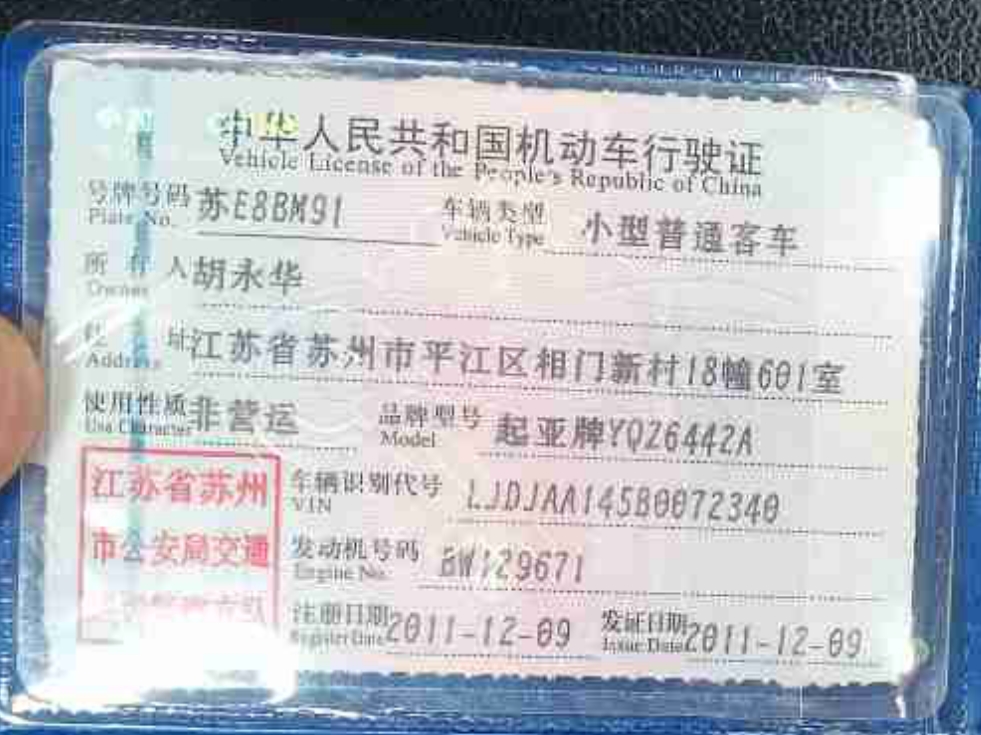 中华人民共和国机动车行驶证
Vehicle License of the People's Republic of China
号牌号码 苏E8BM91 车辆类型 小型普通客车
Plate No. Vehicle Type
所有人 胡永华
Owner
住址 江苏省苏州市平江区相门新村18幢601室
Address
使用性质 非营运 品牌型号 起亚牌YQZ6442A
Use Character Model
江苏省苏州 车辆识别代号 LJDJAA145B0072340
VIN
市公安局交通 发动机号码 BW129671
Engine No.
注册日期 2011-12-09 发证日期 2011-12-09
Register Date Issue Date